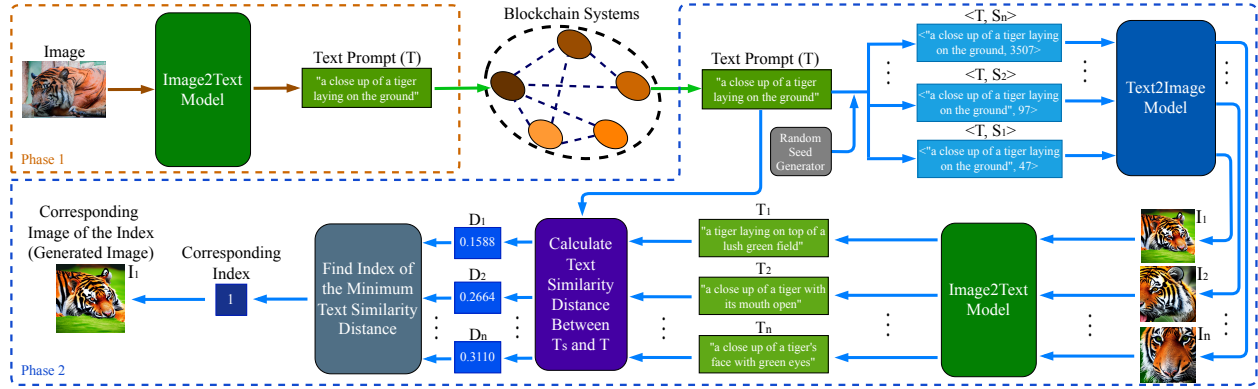 Image
Image2Text
Model
Text Prompt (T)
"a close up of a tiger
laying on the ground"
Phase 1
Blockchain Systems
Text Prompt (T)
"a close up of a tiger
laying on the ground"
Random
Seed
Generator
<T, Sn>
<"a close up of a tiger laying
on the ground, 3507>
<T, S2>
<"a close up of a tiger laying
on the ground", 97>
<T, S1>
<"a close up of a tiger laying
on the ground", 47>
Text2Image
Model
I1
I2
In
Image2Text
Model
T1
"a tiger laying on top of a
lush green field"
T2
"a close up of a tiger with
its mouth open"
Tn
"a close up of a tiger's
face with green eyes"
Calculate
Text
Similarity
Distance
Between
Ts and T
D1
0.1588
D2
0.2664
Dn
0.3110
Find Index of
the Minimum
Text Similarity
Distance
Corresponding
Index
1
Corresponding
Image of the Index
(Generated Image)
I1
Phase 2